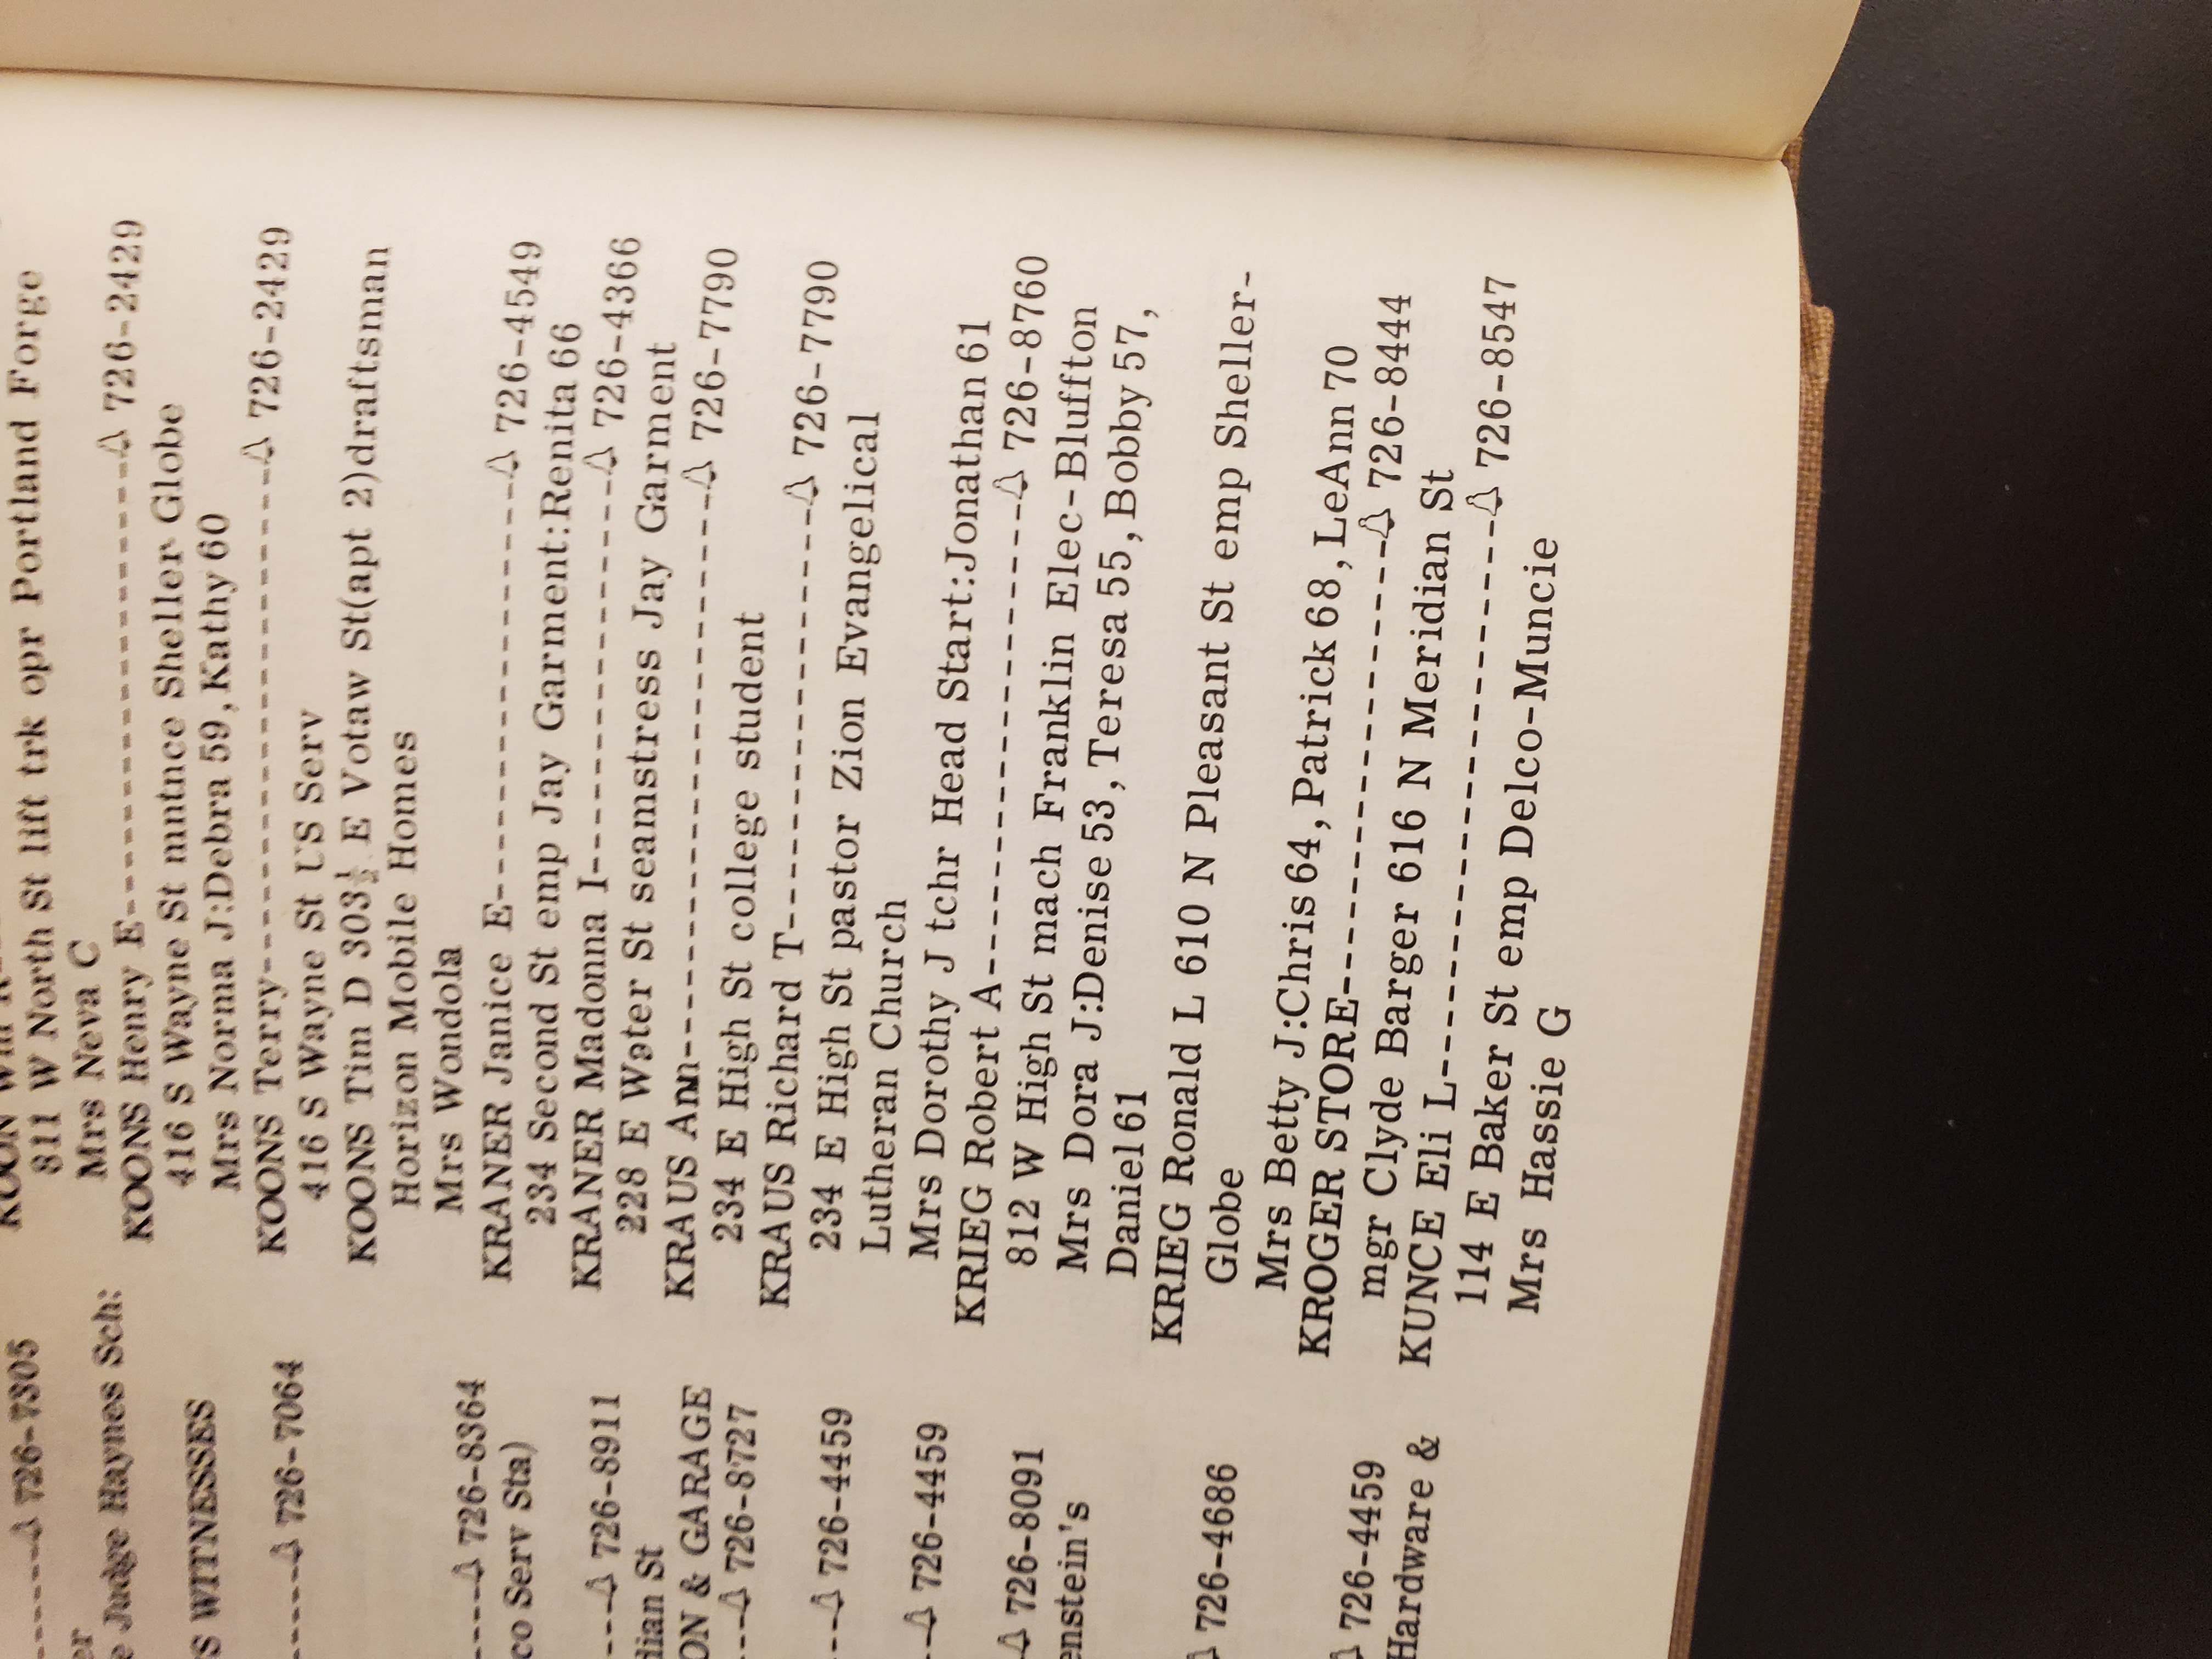 726-7305
Judge Haynes Sch:
WITNESSES
726-7064
726-8364
Serv Sta)
726-8911
St
& GARAGE
726-8727
726-4459
726-4459
726-8091
726-4686
726-4459
Hardware &
KOON
811 W North St lift trk opr Portland Forge
Mrs Neva C
KOONS Henry E---------------- 726-2429
416 S Wayne St mntnce Sheller Globe
Mrs Norma J:Debra 59, Kathy 60
KOONS Terry------------------ 726-2429
416 S Wayne St US Serv
KOONS Tim D 303½ E Votaw St(apt 2)draftsman
Horizon Mobile Homes
Mrs Wondola
KRANER Janice E-------------- 726-4549
234 Second St emp Jay Garment:Renita 66
KRANER Madonna I------------- 726-4366
228 E Water St seamstress Jay Garment
KRAUS Ann-------------------- 726-7790
234 E High St college student
KRAUS Richard T-------------- 726-7790
234 E High St pastor Zion Evangelical
Lutheran Church
Mrs Dorothy J tchr Head Start:Jonathan 61
KRIEG Robert A--------------- 726-8760
812 W High St mach Franklin Elec-Bluffton
Mrs Dora J:Denise 53, Teresa 55, Bobby 57,
Daniel 61
KRIEG Ronald L 610 N Pleasant St emp Sheller-
Globe
Mrs Betty J:Chris 64, Patrick 68, LeAnn 70
KROGER STORE----------------- 726-8444
mgr Clyde Barger 616 N Meridian St
KUNCE Eli L------------------ 726-8547
114 E Baker St emp Delco-Muncie
Mrs Hassie G